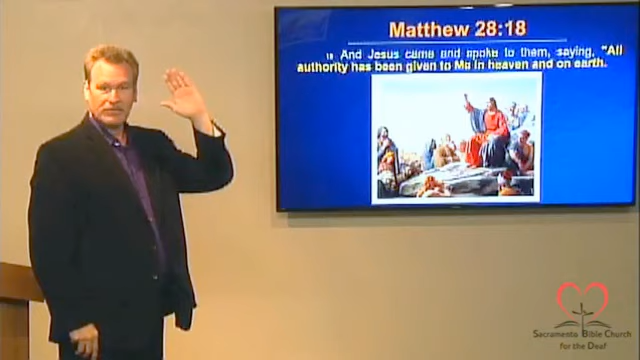 Matthew 28:18
18 And Jesus came and spoke to them, saying, "All
authority has been given to Me in heaven and on earth.
Sacramento Bible Church
for the Deaf